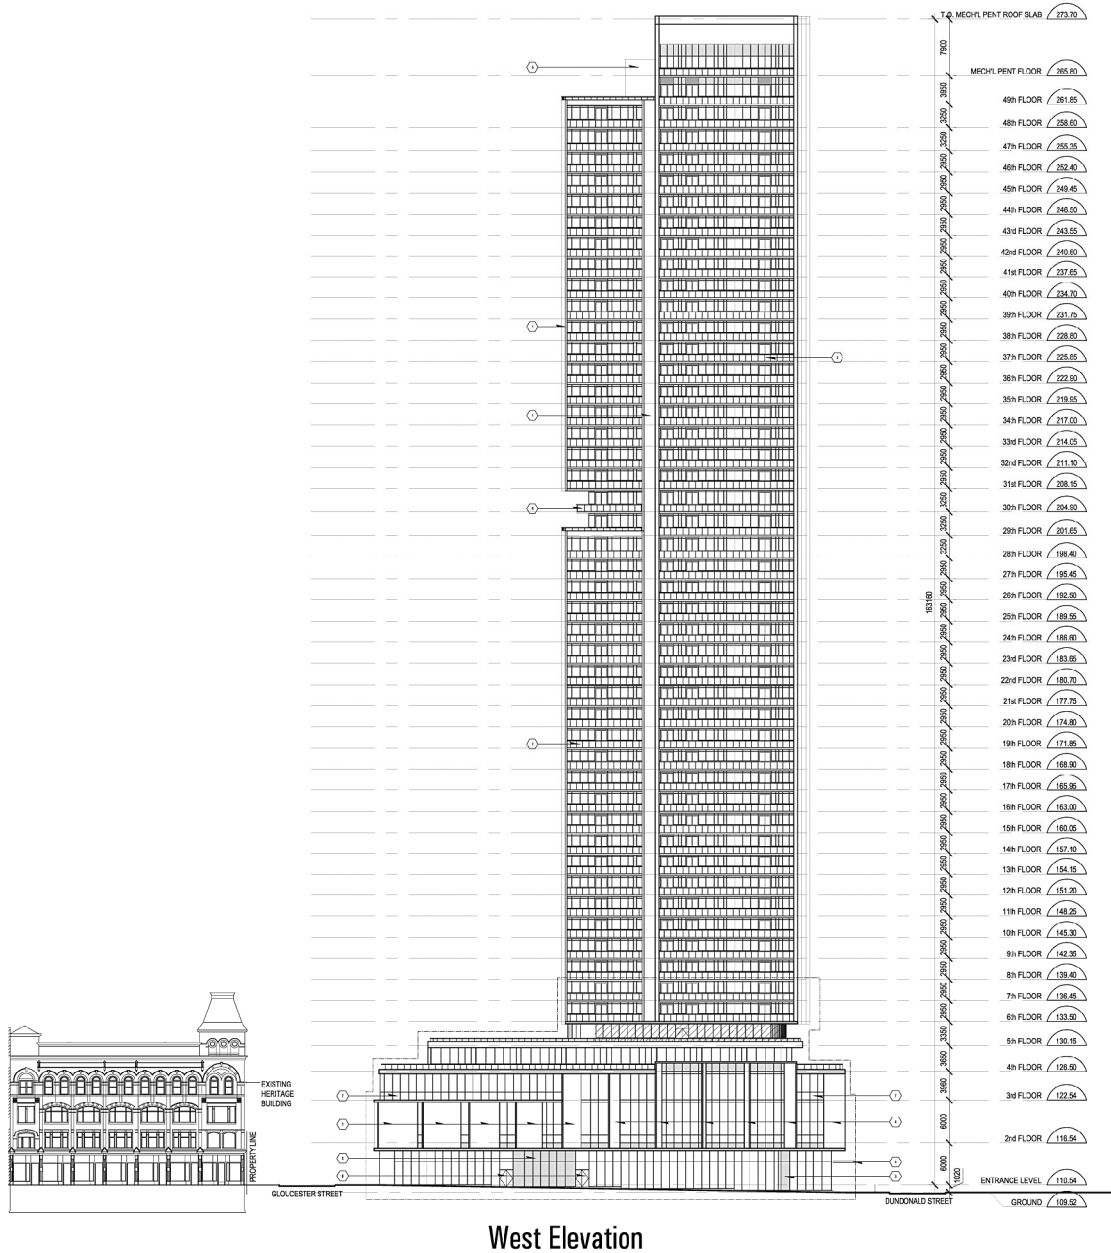 T.O. MECH'L PENT ROOF SLAB 273.70
7900
MECH'L PENT FLOOR 265.80
3950
49th FLOOR 261.85
3250
48th FLOOR 258.60
3250
47th FLOOR 255.35
2950
46th FLOOR 252.40
2950
45th FLOOR 249.45
2950
44th FLOOR 246.50
2950
43rd FLOOR 243.55
2950
42nd FLOOR 240.60
2950
41st FLOOR 237.65
2950
40th FLOOR 234.70
2950
39th FLOOR 231.75
2950
38th FLOOR 228.80
2950
37th FLOOR 225.85
2950
36th FLOOR 222.90
2950
35th FLOOR 219.95
2950
34th FLOOR 217.00
2950
33rd FLOOR 214.05
2950
32nd FLOOR 211.10
2950
31st FLOOR 208.15
3250
30th FLOOR 204.90
3250
29th FLOOR 201.65
28th FLOOR 198.40
2950
27th FLOOR 195.45
2950
26th FLOOR 192.50
163160
2950
25th FLOOR 189.55
2950
24th FLOOR 186.60
2950
23rd FLOOR 183.65
2950
22nd FLOOR 180.70
2950
21st FLOOR 177.75
2950
20th FLOOR 174.80
2950
19th FLOOR 171.85
2950
18th FLOOR 168.90
2950
17th FLOOR 165.95
2950
16th FLOOR 163.00
2950
15th FLOOR 160.05
2950
14th FLOOR 157.10
2950
13th FLOOR 154.15
2950
12th FLOOR 151.20
2950
11th FLOOR 148.25
2950
10th FLOOR 145.30
2950
9th FLOOR 142.35
2950
8th FLOOR 139.40
2950
7th FLOOR 136.45
2950
6th FLOOR 133.50
3350
5th FLOOR 130.15
3650
4th FLOOR 126.50
3rd FLOOR 122.54
6000
2nd FLOOR 116.54
6000
ENTRANCE LEVEL 110.54
1020
GROUND 109.52
EXISTING
HERITAGE
BUILDING
PROPERTY LINE
GLOUCESTER STREET
DUNDONALD STREET
West Elevation